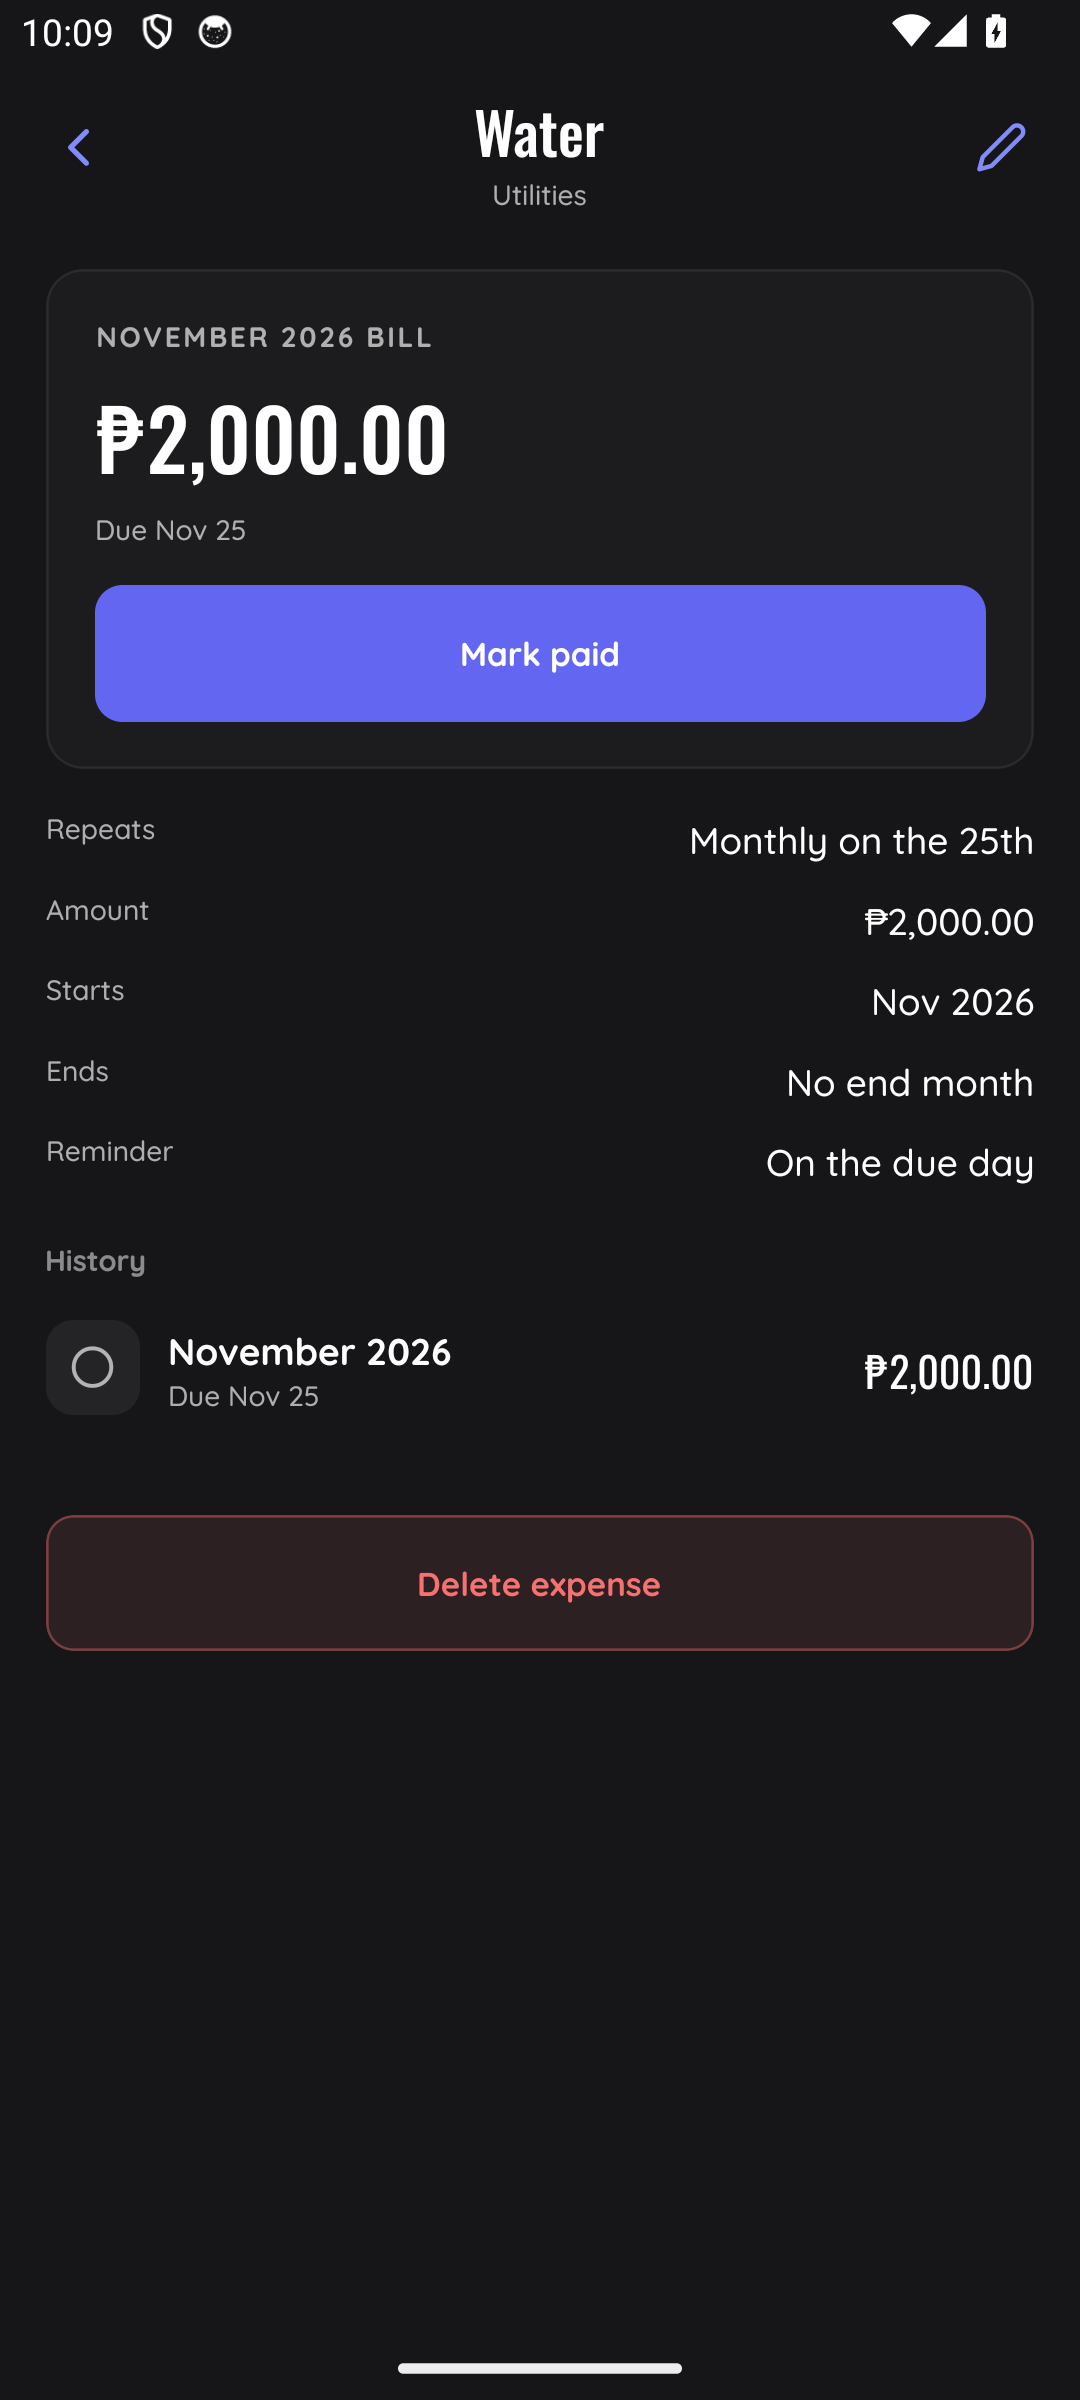 10:09
Water
Utilities
NOVEMBER 2026 BILL
₱2,000.00
Due Nov 25
Mark paid
Repeats
Monthly on the 25th
Amount
₱2,000.00
Starts
Nov 2026
Ends
No end month
Reminder
On the due day
History
November 2026
Due Nov 25
₱2,000.00
Delete expense